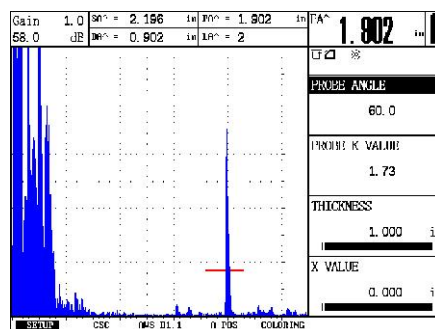 Gain 1.0
58.0 dB
SA^ = 2.196 in
PA^ = 1.902 in
DA^ = 0.902 in
LA^ = 2
PA^ 1.902 in
PROBE ANGLE
60.0
PROBE K VALUE
1.73
THICKNESS
1.000 i
X VALUE
0.000 i
SETUP CSC AWS D1.1 A POS COLORING